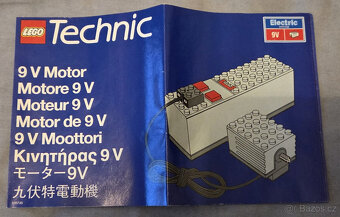 LEGO Technic
9 V Motor
Motore 9 V
Moteur 9 V
Motor de 9 V
9 V Moottori
Κινητήρας 9 V
モーター9V
九伏特電動機
Electric
9V